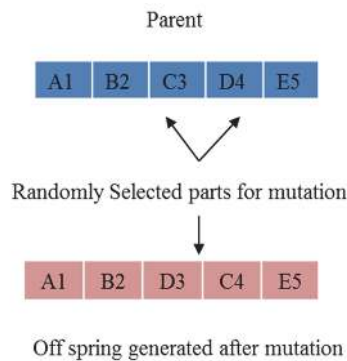 Parent
A1 B2 C3 D4 E5
Randomly Selected parts for mutation
A1 B2 D3 C4 E5
Off spring generated after mutation